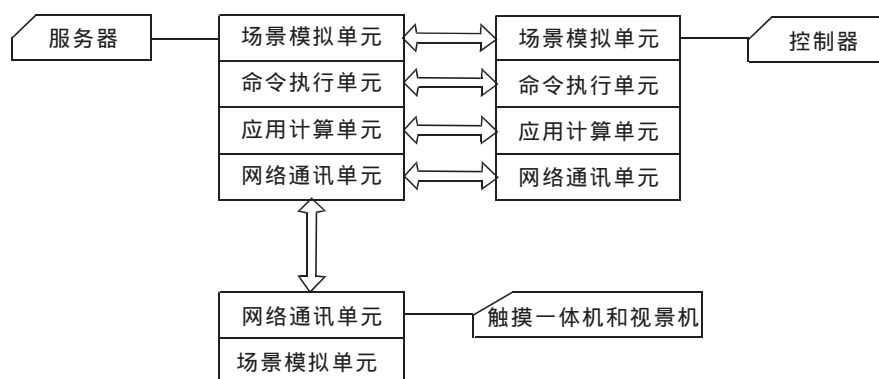 服务器
场景模拟单元
场景模拟单元
控制器
命令执行单元
命令执行单元
应用计算单元
应用计算单元
网络通讯单元
网络通讯单元
网络通讯单元
触摸一体机和视景机
场景模拟单元